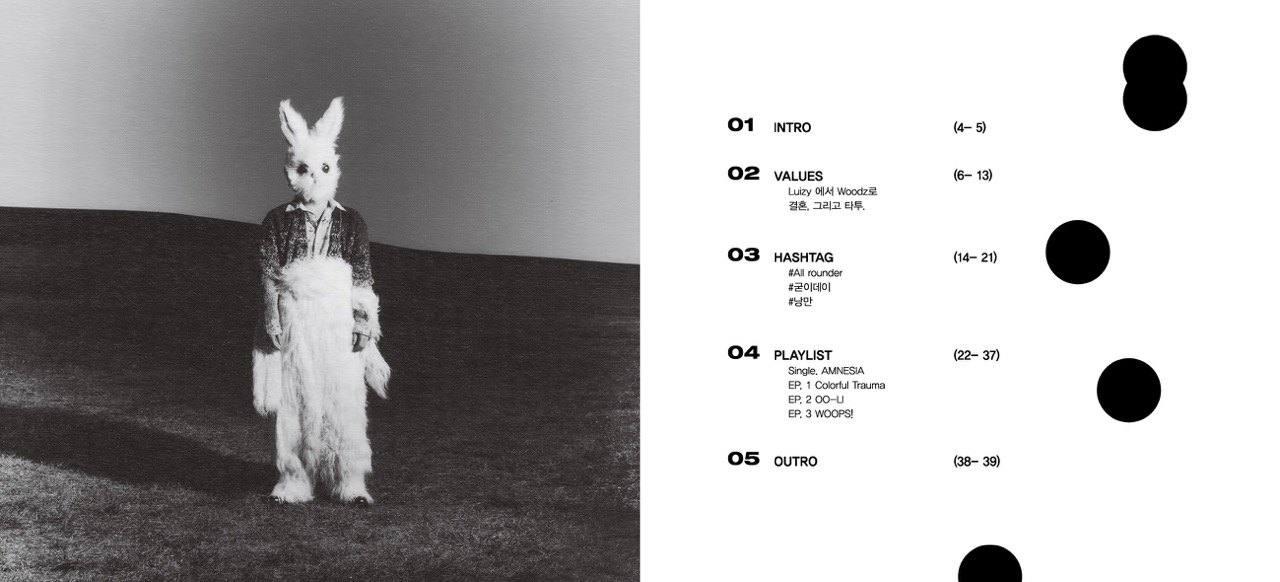 01 INTRO (4– 5)
02 VALUES (6– 13)
Luizy 에서 Woodz로
결혼, 그리고 타투.
03 HASHTAG (14– 21)
#All rounder
#굳이데이
#낭만
04 PLAYLIST (22– 37)
Single, AMNESIA
EP, 1 Colorful Trauma
EP, 2 OO–LI
EP, 3 WOOPS!
05 OUTRO (38– 39)